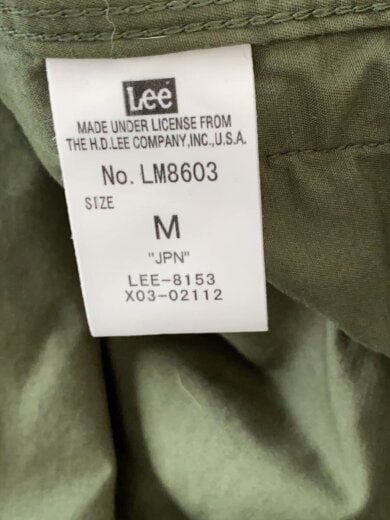 Lee
MADE UNDER LICENSE FROM
THE H.D.LEE COMPANY,INC.,U.S.A.
No. LM8603
SIZE
M
"JPN"
LEE-8153
X03-02112